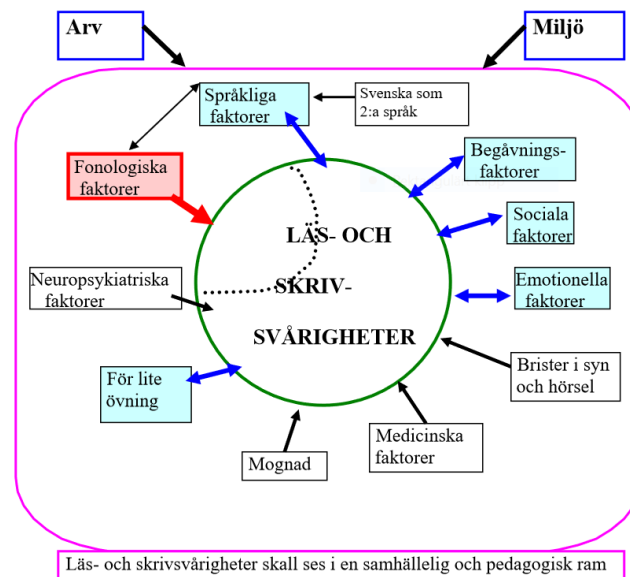 Arv
Miljö
Språkliga
faktorer
Svenska som
2:a språk
Fonologiska
faktorer
Begåvnings-
faktorer
Sociala
faktorer
LÄS- OCH
SKRIV-
SVÅRIGHETER
Neuropsykiatriska
faktorer
Emotionella
faktorer
För lite
övning
Brister i syn
och hörsel
Mognad
Medicinska
faktorer
Läs- och skrivsvårigheter skall ses i en samhällelig och pedagogisk ram